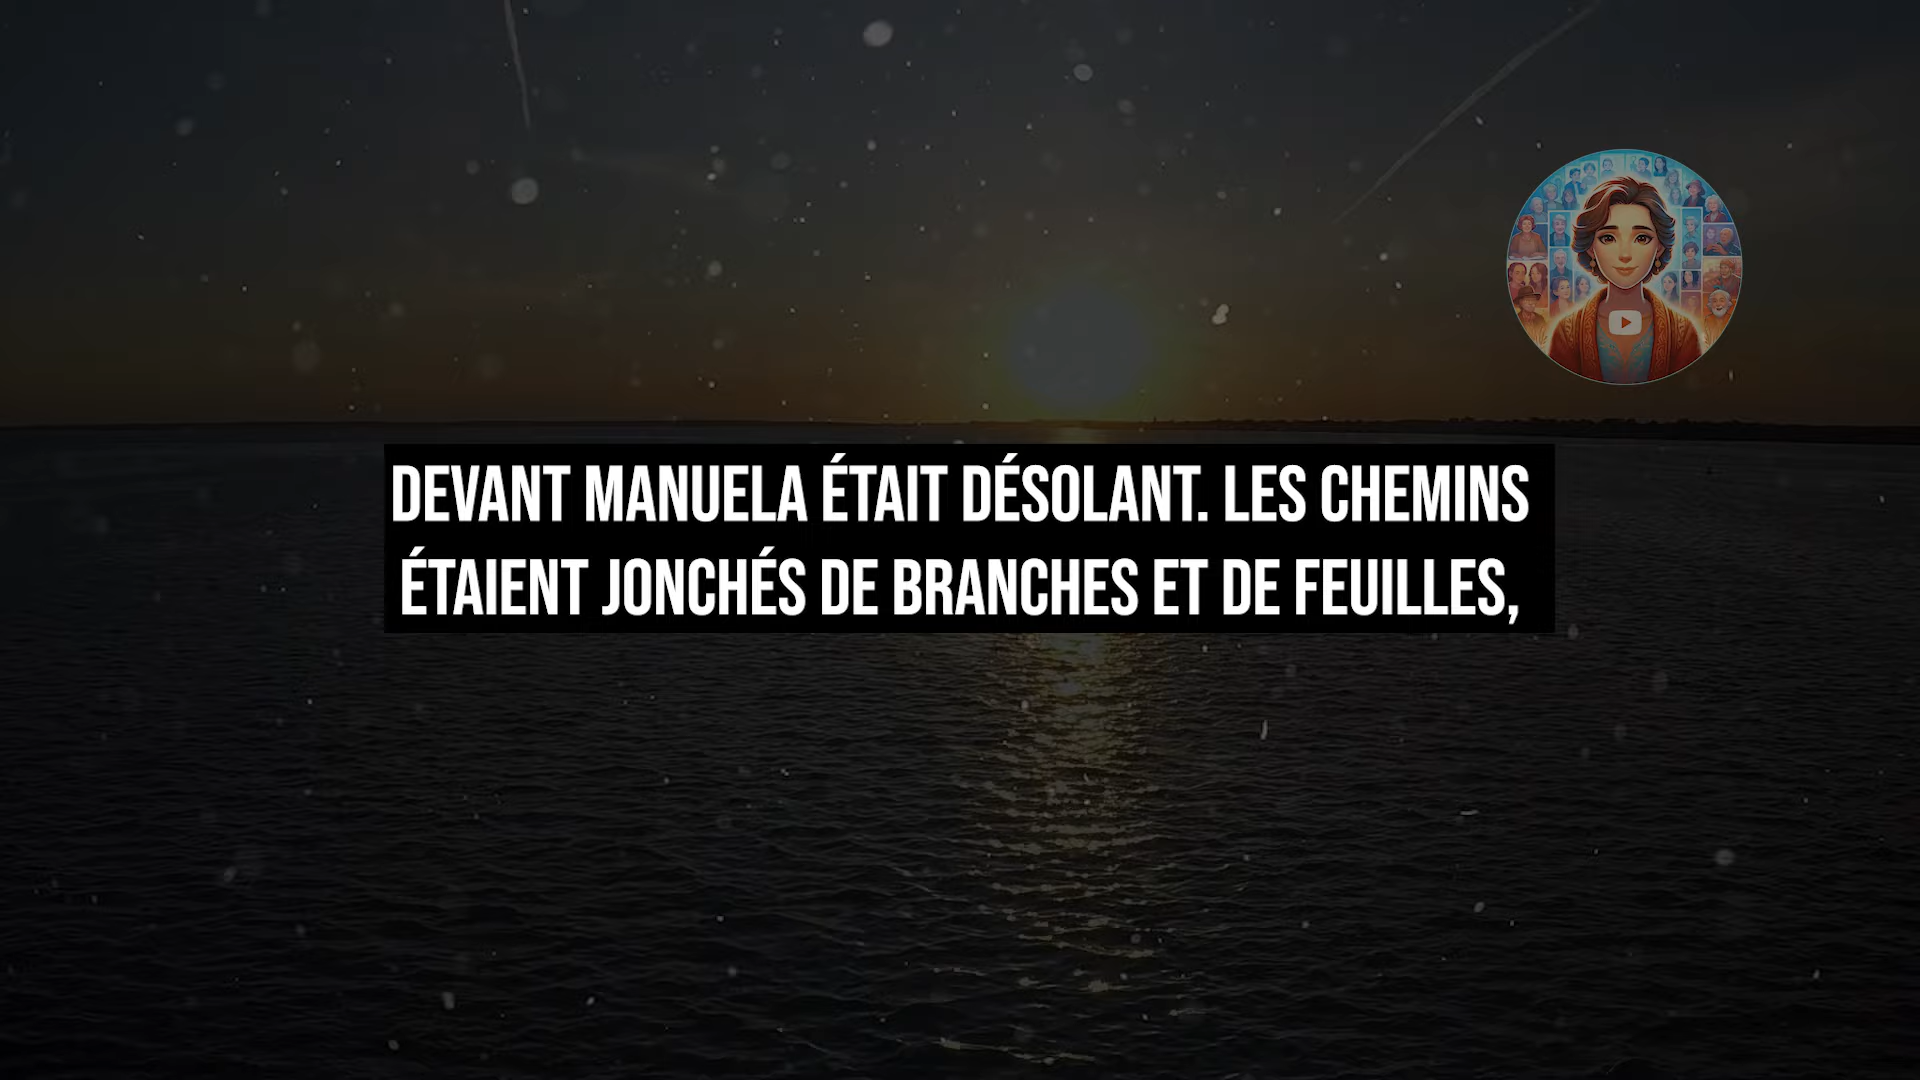 DEVANT MANUELA ÉTAIT DÉSOLANT. LES CHEMINS
ÉTAIENT JONCHÉS DE BRANCHES ET DE FEUILLES,